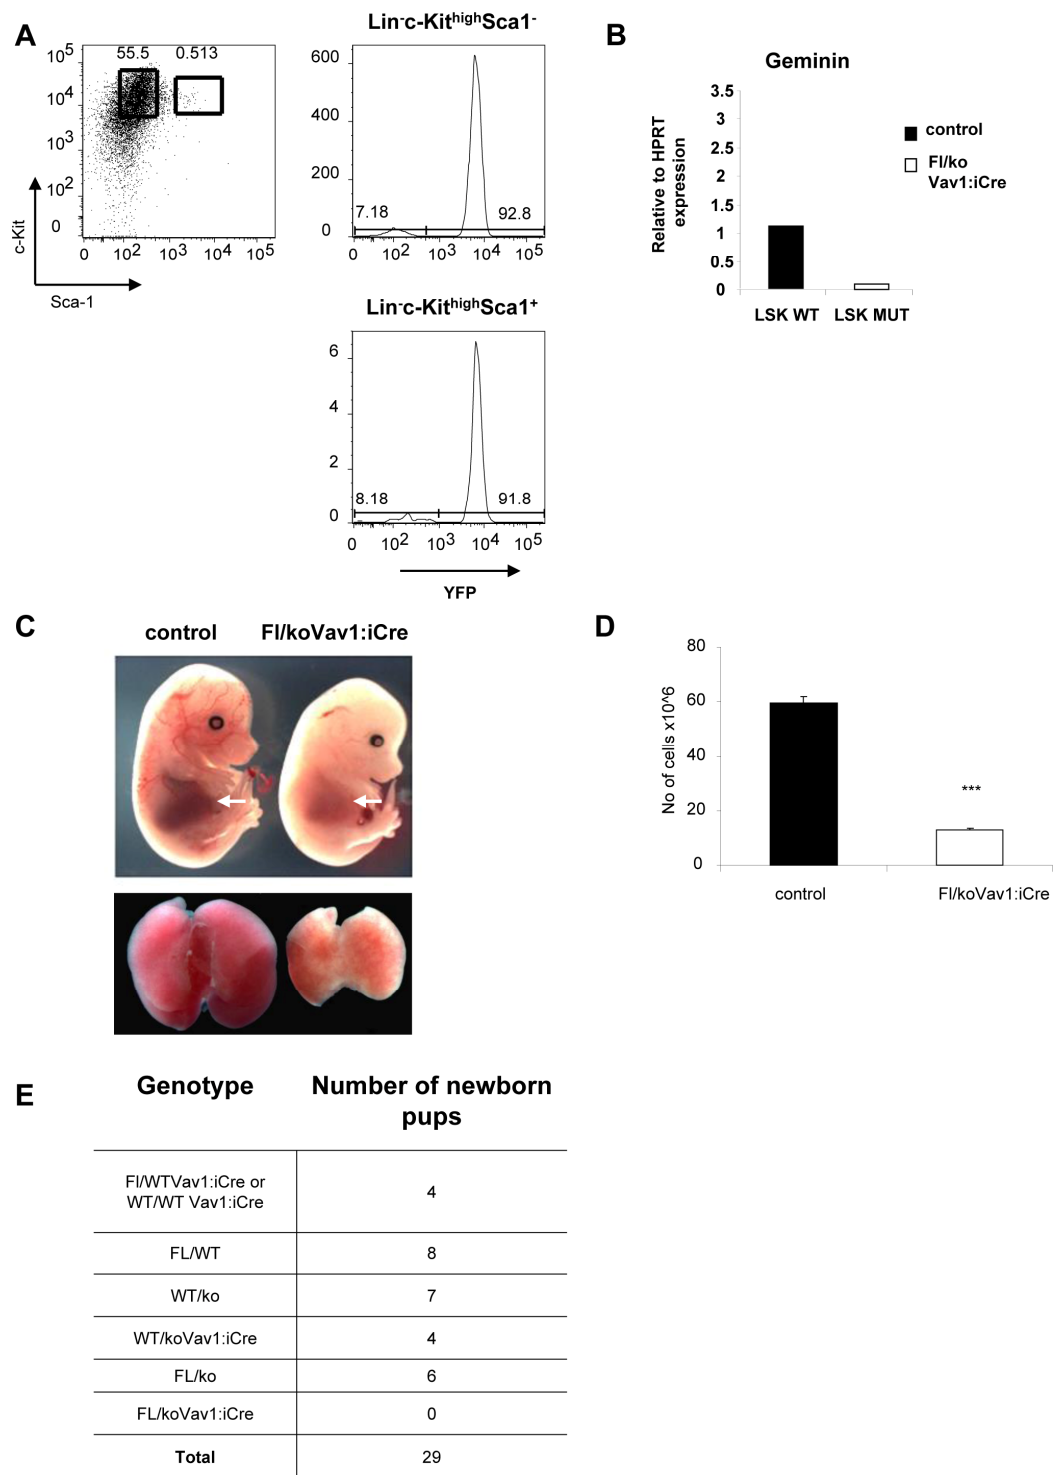 A
55.5 0.513
10^5
10^4
10^3
10^2
0
c-Kit
0 10^2 10^3 10^4 10^5
Sca-1
Lin^-c-Kit^highSca1^-
600
400
200
0
7.18 92.8
0 10^2 10^3 10^4 10^5
Lin^-c-Kit^highSca1^+
6
4
2
0
8.18 91.8
0 10^2 10^3 10^4 10^5
YFP
B
Geminin
3.5
3
2.5
2
1.5
1
0.5
0
Relative to HPRT
expression
LSK WT LSK MUT
control
Fl/ko
Vav1:iCre
C
control Fl/koVav1:iCre
D
80
60
40
20
0
No of cells x10^6
***
control Fl/koVav1:iCre
E
Genotype Number of newborn
pups
Fl/WTVav1:iCre or
WT/WT Vav1:iCre
4
FL/WT 8
WT/ko 7
WT/koVav1:iCre 4
FL/ko 6
FL/koVav1:iCre 0
Total 29